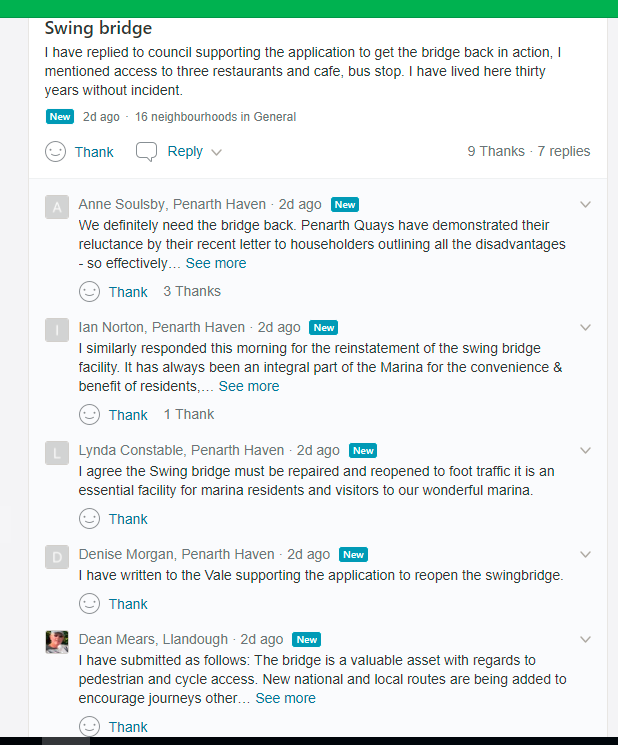 Swing bridge
I have replied to council supporting the application to get the bridge back in action, I
mentioned access to three restaurants and cafe, bus stop. I have lived here thirty
years without incident.
New 2d ago · 16 neighbourhoods in General
Thank Reply 9 Thanks · 7 replies
A Anne Soulsby, Penarth Haven · 2d ago New
We definitely need the bridge back. Penarth Quays have demonstrated their
reluctance by their recent letter to householders outlining all the disadvantages
- so effectively… See more
Thank 3 Thanks
I Ian Norton, Penarth Haven · 2d ago New
I similarly responded this morning for the reinstatement of the swing bridge
facility. It has always been an integral part of the Marina for the convenience &
benefit of residents,… See more
Thank 1 Thank
L Lynda Constable, Penarth Haven · 2d ago New
I agree the Swing bridge must be repaired and reopened to foot traffic it is an
essential facility for marina residents and visitors to our wonderful marina.
Thank
D Denise Morgan, Penarth Haven · 2d ago New
I have written to the Vale supporting the application to reopen the swingbridge.
Thank
Dean Mears, Llandough · 2d ago New
I have submitted as follows: The bridge is a valuable asset with regards to
pedestrian and cycle access. New national and local routes are being added to
encourage journeys other… See more
Thank